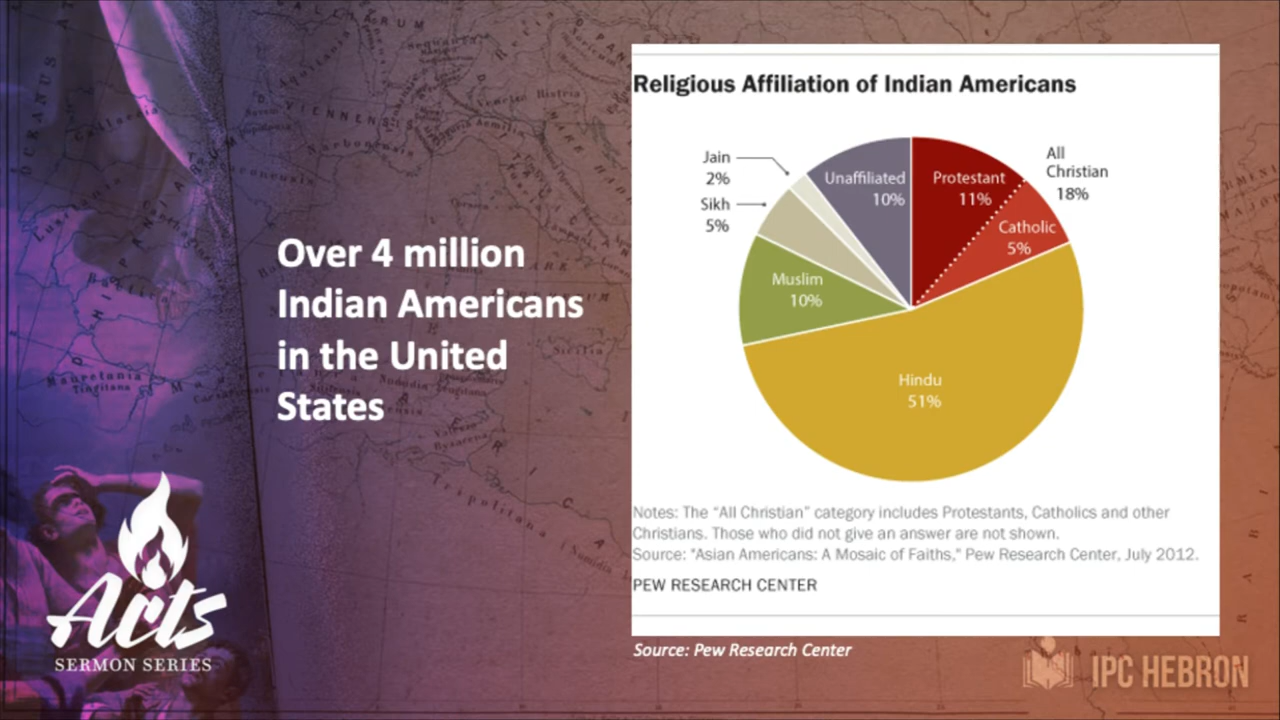 Over 4 million
Indian Americans
in the United
States
Acts
SERMON SERIES
Religious Affiliation of Indian Americans
Jain
2%
Sikh
5%
Unaffiliated
10%
Protestant
11%
All
Christian
18%
Catholic
5%
Muslim
10%
Hindu
51%
Notes: The “All Christian” category includes Protestants, Catholics and other
Christians. Those who did not give an answer are not shown.
Source: "Asian Americans: A Mosaic of Faiths," Pew Research Center, July 2012.
PEW RESEARCH CENTER
Source: Pew Research Center
IPC HEBRON